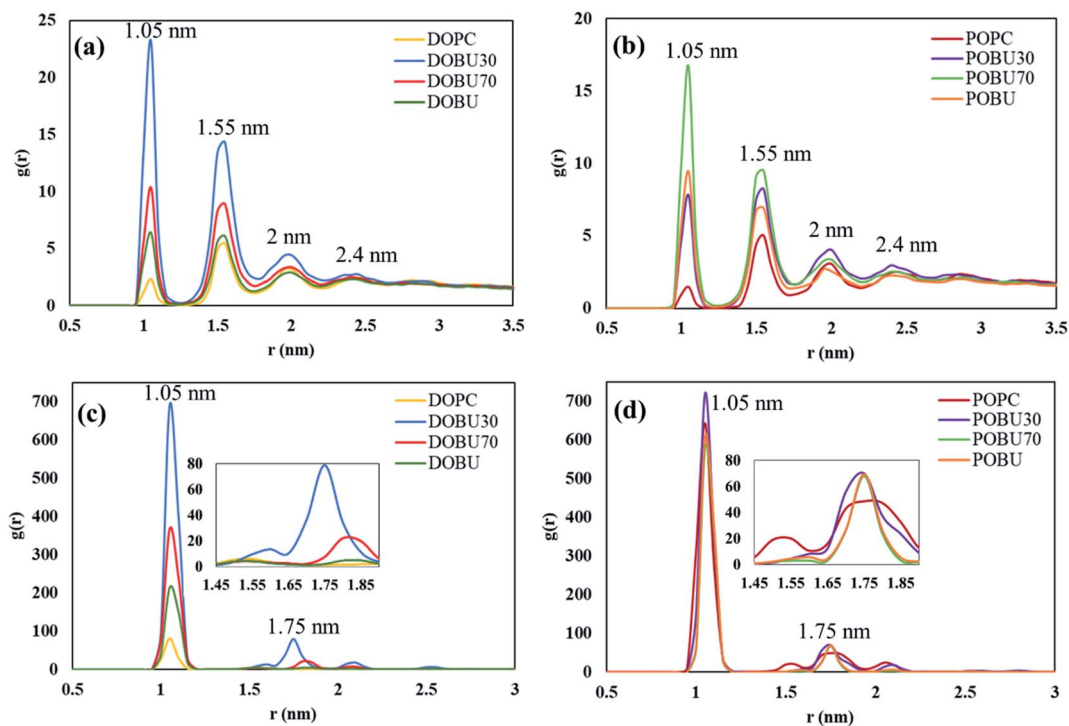 (a)
25
20
15
10
5
0
g(r)
1.05 nm
1.55 nm
2 nm
2.4 nm
DOPC
DOBU30
DOBU70
DOBU
0.5 1 1.5 2 2.5 3 3.5
r (nm)
(b)
20
15
10
5
0
g(r)
1.05 nm
1.55 nm
2 nm
2.4 nm
POPC
POBU30
POBU70
POBU
0.5 1 1.5 2 2.5 3 3.5
r (nm)
(c)
700
600
500
400
300
200
100
0
g(r)
1.05 nm
DOPC
DOBU30
DOBU70
DOBU
80
60
40
20
0
1.45 1.55 1.65 1.75 1.85
1.75 nm
0.5 1 1.5 2 2.5 3
r (nm)
(d)
700
600
500
400
300
200
100
0
g(r)
1.05 nm
POPC
POBU30
POBU70
POBU
80
60
40
20
0
1.45 1.55 1.65 1.75 1.85
1.75 nm
0.5 1 1.5 2 2.5 3
r (nm)